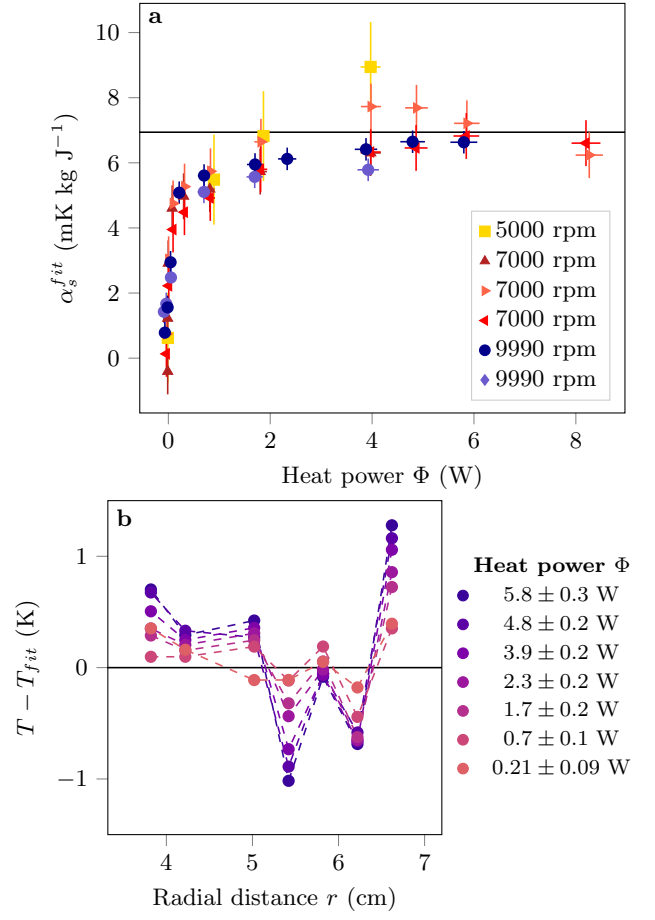 a
10
8
6
4
2
0
α_s^{fit} (mK kg J⁻¹)
5000 rpm
7000 rpm
7000 rpm
7000 rpm
9990 rpm
9990 rpm
0 2 4 6 8
Heat power Φ (W)
b
1
0
−1
T − T_{fit} (K)
4 5 6 7
Radial distance r (cm)
Heat power Φ
5.8 ± 0.3 W
4.8 ± 0.2 W
3.9 ± 0.2 W
2.3 ± 0.2 W
1.7 ± 0.2 W
0.7 ± 0.1 W
0.21 ± 0.09 W